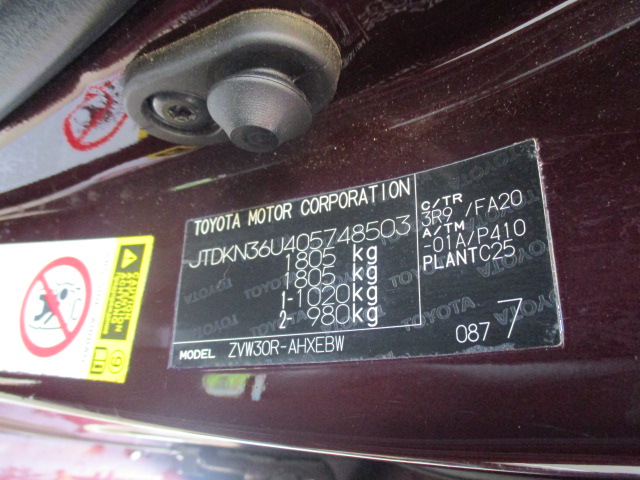 TOYOTA MOTOR CORPORATION
JTDKN36U405748503
1805 kg
1805 kg
1-1020kg
2- 980kg
C/TR
3R9 /FA20
A/TM
-01A/P410
PLANTC25
087 7
MODEL ZVW30R-AHXEBW